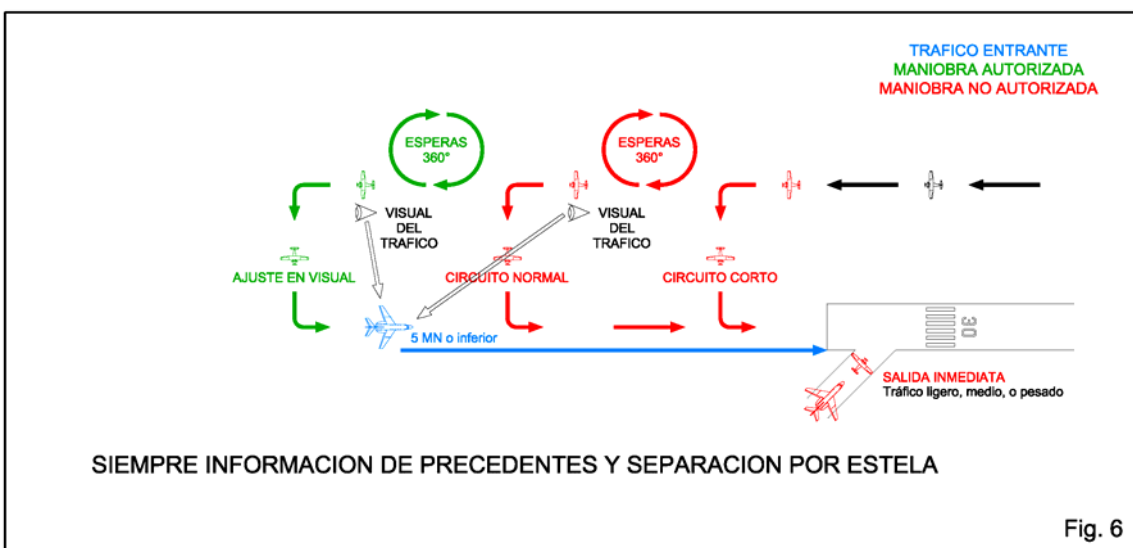 TRAFICO ENTRANTE
MANIOBRA AUTORIZADA
MANIOBRA NO AUTORIZADA
ESPERAS
360°
ESPERAS
360°
VISUAL
DEL
TRAFICO
VISUAL
DEL
TRAFICO
AJUSTE EN VISUAL
CIRCUITO NORMAL
CIRCUITO CORTO
5 MN o inferior
30
SALIDA INMEDIATA
Tráfico ligero, medio, o pesado
SIEMPRE INFORMACION DE PRECEDENTES Y SEPARACION POR ESTELA
Fig. 6